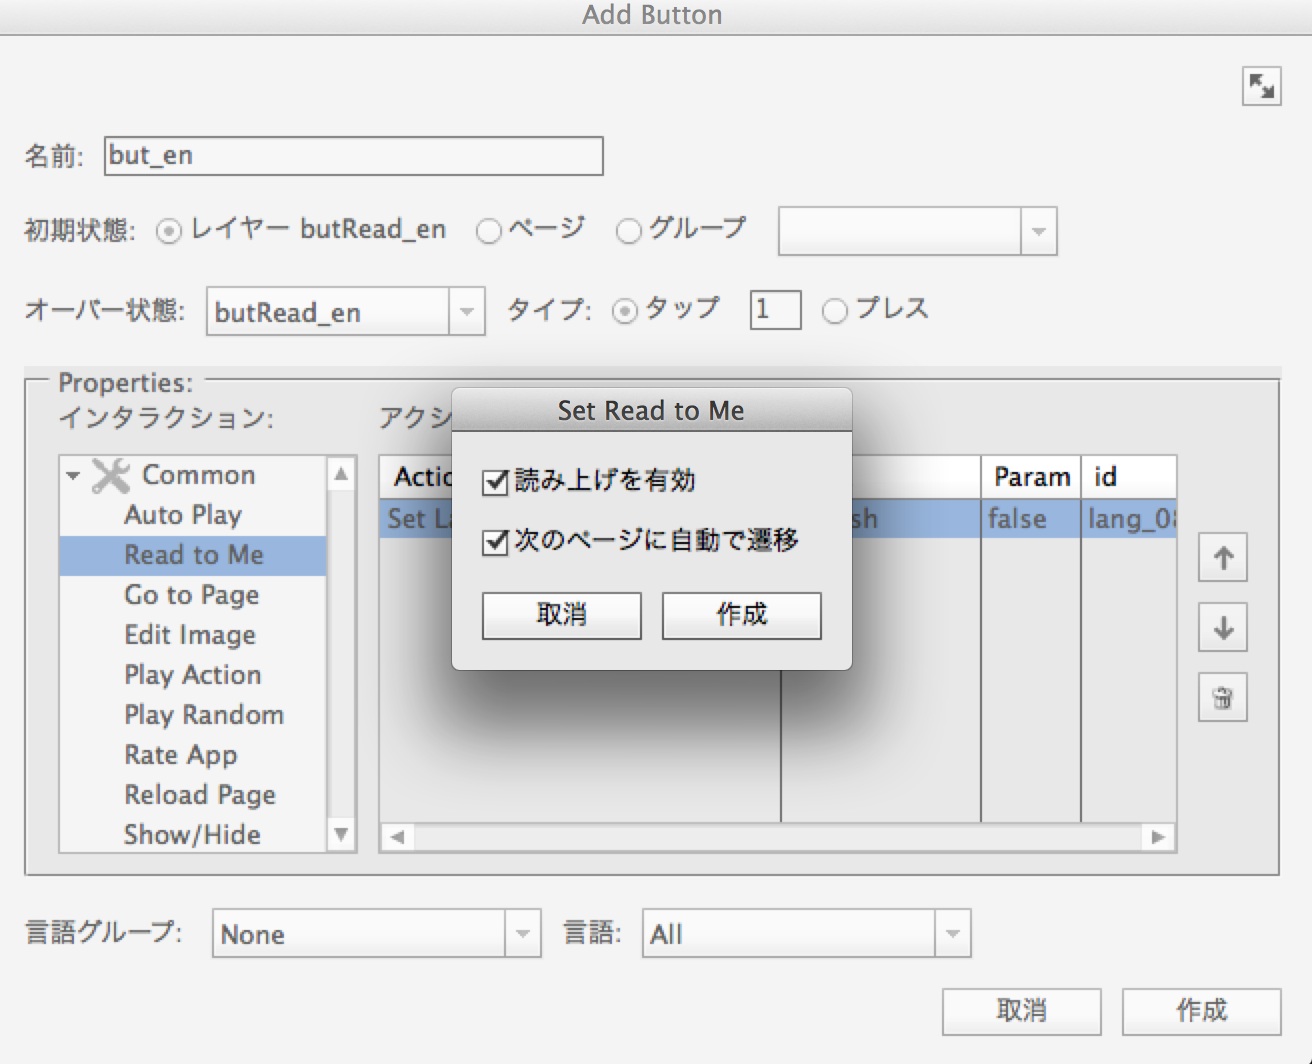 Add Button
名前: but_en
初期状態: レイヤー butRead_en ページ グループ
オーバー状態: butRead_en タイプ: タップ 1 プレス
Properties:
インタラクション:
アクシ
Common
Auto Play
Read to Me
Go to Page
Edit Image
Play Action
Play Random
Rate App
Reload Page
Show/Hide
Actio Param id
Set La sh false lang_08
Set Read to Me
読み上げを有効
次のページに自動で遷移
取消 作成
言語グループ: None 言語: All
取消 作成